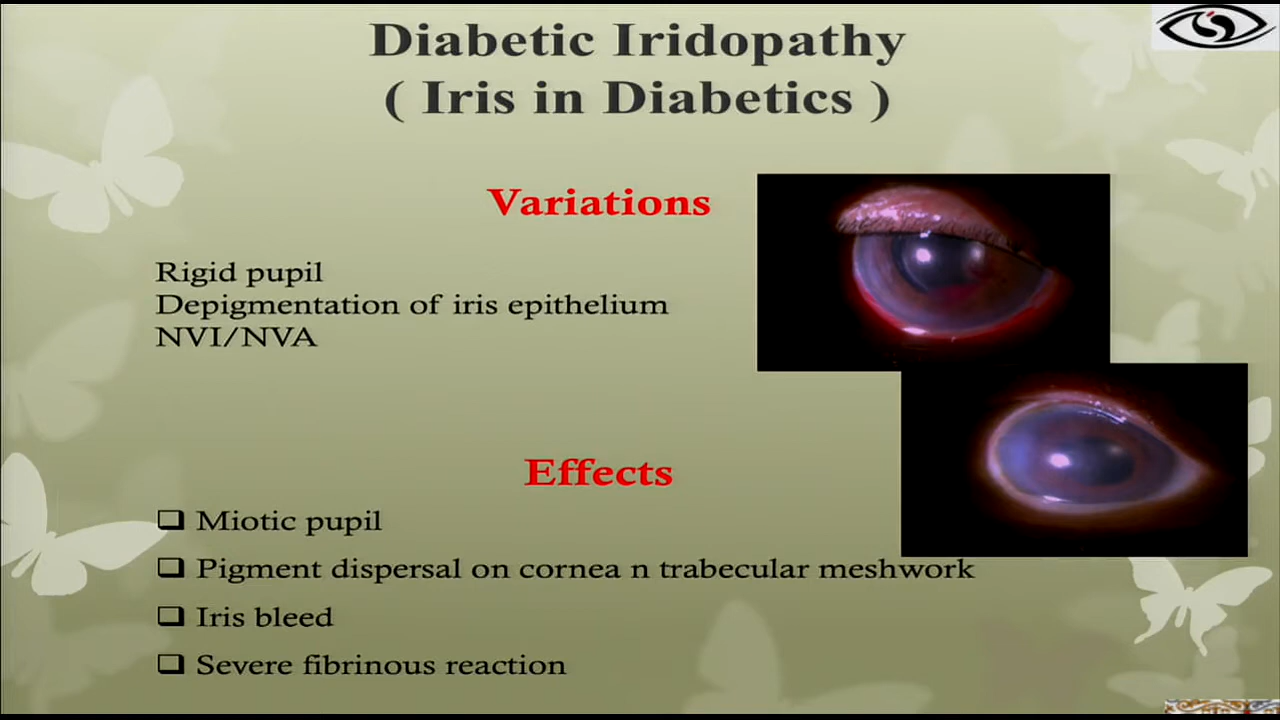 Diabetic Iridopathy
( Iris in Diabetics )
Variations
Rigid pupil
Depigmentation of iris epithelium
NVI/NVA
Effects
❑ Miotic pupil
❑ Pigment dispersal on cornea n trabecular meshwork
❑ Iris bleed
❑ Severe fibrinous reaction